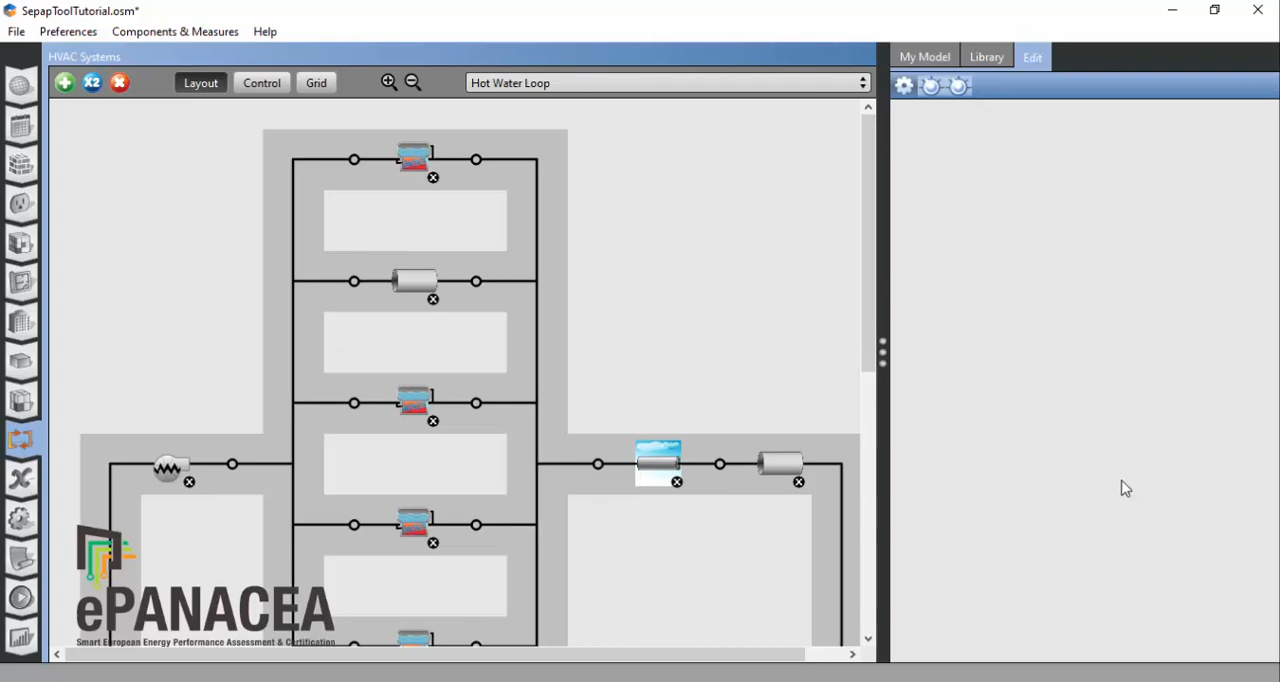 SepapToolTutorial.osm*
File Preferences Components & Measures Help
HVAC Systems
My Model Library Edit
X2 Layout Control Grid Hot Water Loop
ePANACEA
Smart European Energy Performance Assessment & Certification